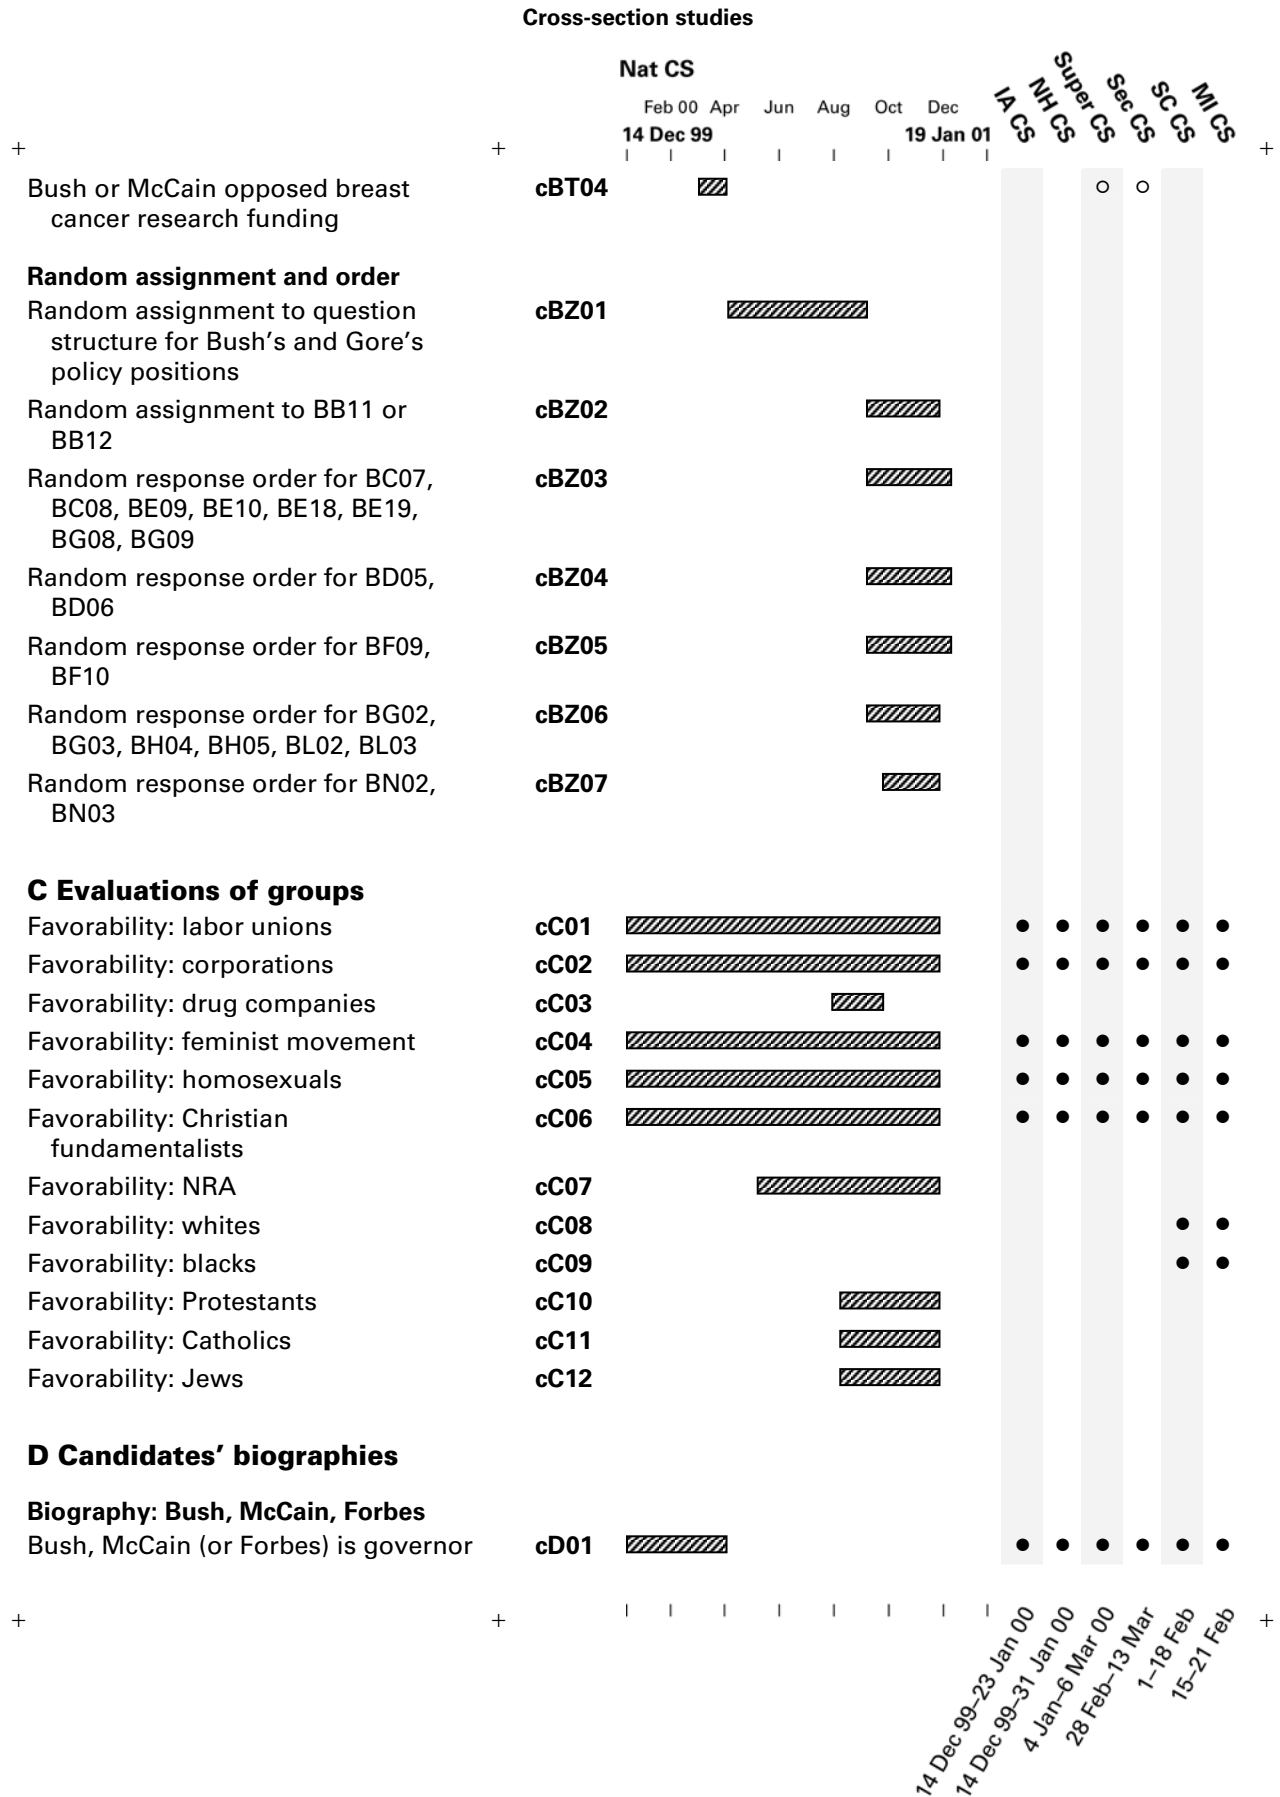 Cross-section studies
Nat CS
Feb 00 Apr Jun Aug Oct Dec
14 Dec 99 19 Jan 01
IA CS NH CS Super CS Sec CS SC CS MI CS
Bush or McCain opposed breast cBT04
cancer research funding
Random assignment and order
Random assignment to question cBZ01
structure for Bush’s and Gore’s
policy positions
Random assignment to BB11 or cBZ02
BB12
Random response order for BC07, cBZ03
BC08, BE09, BE10, BE18, BE19,
BG08, BG09
Random response order for BD05, cBZ04
BD06
Random response order for BF09, cBZ05
BF10
Random response order for BG02, cBZ06
BG03, BH04, BH05, BL02, BL03
Random response order for BN02, cBZ07
BN03
C Evaluations of groups
Favorability: labor unions cC01
Favorability: corporations cC02
Favorability: drug companies cC03
Favorability: feminist movement cC04
Favorability: homosexuals cC05
Favorability: Christian cC06
fundamentalists
Favorability: NRA cC07
Favorability: whites cC08
Favorability: blacks cC09
Favorability: Protestants cC10
Favorability: Catholics cC11
Favorability: Jews cC12
D Candidates’ biographies
Biography: Bush, McCain, Forbes
Bush, McCain (or Forbes) is governor cD01
14 Dec 99–23 Jan 00
14 Dec 99–31 Jan 00
4 Jan–6 Mar 00
28 Feb–13 Mar
1–18 Feb
15–21 Feb